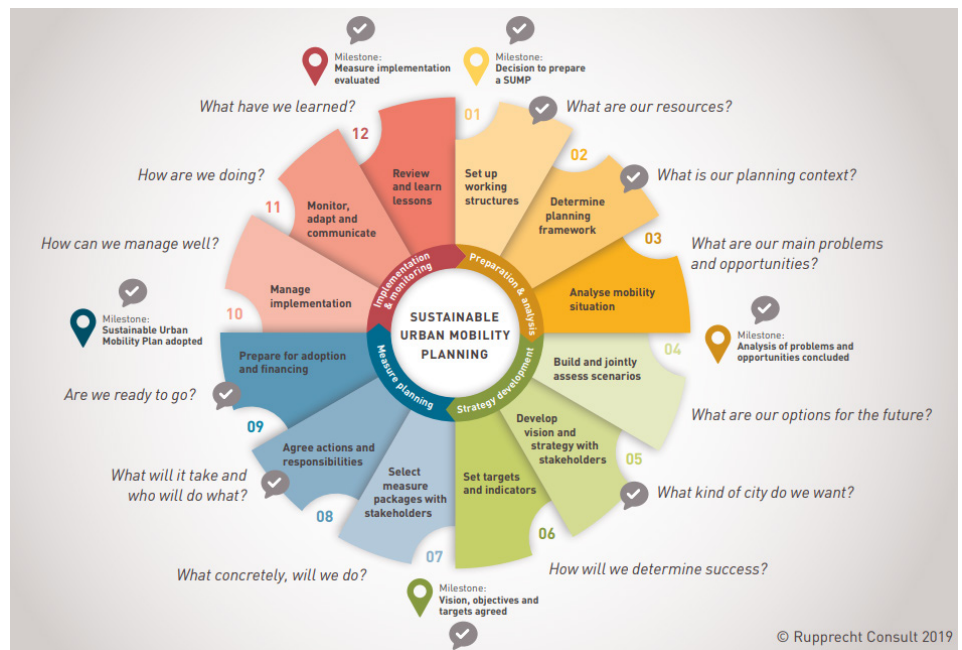 Milestone:
Measure implementation
evaluated
Milestone:
Decision to prepare
a SUMP
What have we learned?
12
01
What are our resources?
Review
and learn
lessons
Set up
working
structures
02
What is our planning context?
Determine
planning
framework
03
What are our main problems
and opportunities?
Analyse mobility
situation
Milestone:
Analysis of problems and
opportunities concluded
04
Build and jointly
assess scenarios
What are our options for the future?
05
Develop
vision and
strategy with
stakeholders
What kind of city do we want?
06
Set targets
and indicators
How will we determine success?
Milestone:
Vision, objectives and
targets agreed
07
Select
measure
packages with
stakeholders
What concretely, will we do?
08
Agree actions and
responsibilities
What will it take and
who will do what?
09
Prepare for adoption
and financing
Are we ready to go?
Milestone:
Sustainable Urban
Mobility Plan adopted
10
Manage
implementation
How can we manage well?
11
Monitor,
adapt and
communicate
How are we doing?
Preparation & analysis
Strategy development
Measure planning
Implementation
& monitoring
SUSTAINABLE
URBAN MOBILITY
PLANNING
© Rupprecht Consult 2019